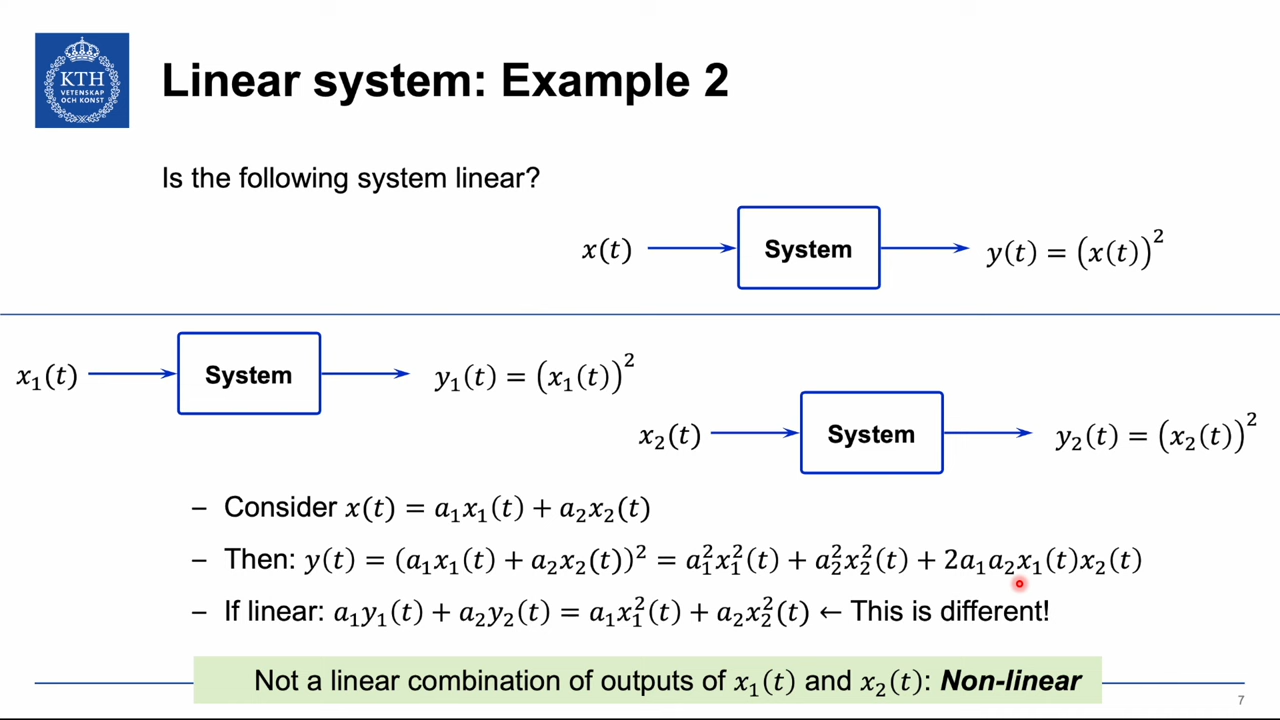 KTH
VETENSKAP
OCH KONST
Linear system: Example 2
Is the following system linear?
x(t) System y(t) = (x(t))²
x₁(t) System y₁(t) = (x₁(t))²
x₂(t) System y₂(t) = (x₂(t))²
– Consider x(t) = a₁x₁(t) + a₂x₂(t)
– Then: y(t) = (a₁x₁(t) + a₂x₂(t))² = a₁²x₁²(t) + a₂²x₂²(t) + 2a₁a₂x₁(t)x₂(t)
– If linear: a₁y₁(t) + a₂y₂(t) = a₁x₁²(t) + a₂x₂²(t) ← This is different!
Not a linear combination of outputs of x₁(t) and x₂(t): Non-linear
7